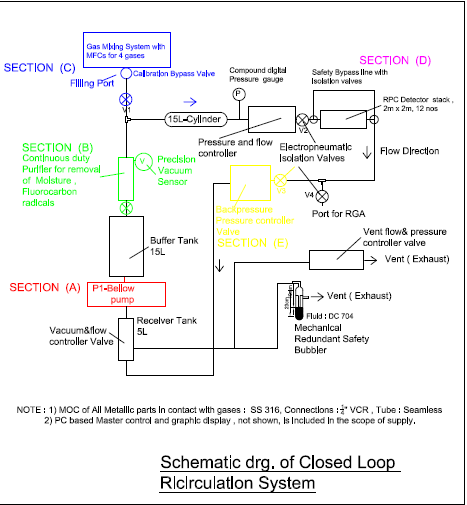 Gas Mixing System with
MFCs for 4 gases
SECTION (C)
Calibration Bypass Valve
Filling Port
V1
15L-Cylinder
Compound digital
Pressure gauge
P
Pressure and flow
controller
V2
Safety Bypass line with
isolation valves
SECTION (D)
RPC Detector stack ,
2m x 2m, 12 nos
Electropneumatic
Isolation Valves
Flow Direction
SECTION (B)
Continuous duty
Purifier for removal
of Moisture ,
Fluorocarbon
radicals
V
Precision
Vacuum
Sensor
V4
Port for RGA
Backpressure
Pressure controller
Valve
SECTION (E)
Buffer Tank
15L
Vent flow& pressure
controller valve
Vent ( Exhaust)
SECTION (A)
P1-Bellow
pump
Receiver Tank
5L
Vacuum&flow
controller Valve
Vent ( Exhaust)
Fluid : DC 704
Mechanical
Redundant Safety
Bubbler
NOTE : 1) MOC of All Metallic parts in contact with gases : SS 316, Connections : ¼" VCR , Tube : Seamless
2) PC based Master control and graphic display , not shown, is included in the scope of supply.
Schematic drg. of Closed Loop
RIcIrculation System